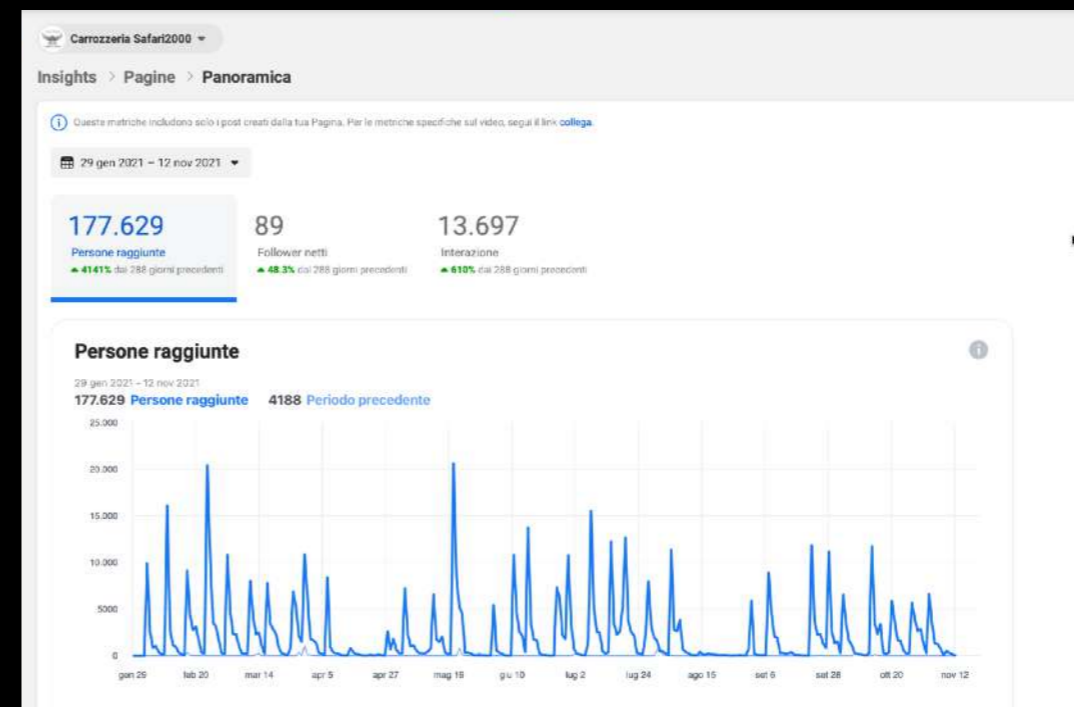 Carrozzeria Safari2000
Insights > Pagine > Panoramica
Queste metriche includono solo i post creati dalla tua Pagina. Per le metriche specifiche sul video, segui il link collega.
29 gen 2021 – 12 nov 2021
177.629 89 13.697
Persone raggiunte Follower netti Interazione
4141% dai 288 giorni precedenti 48.3% dai 288 giorni precedenti 610% dai 288 giorni precedenti
Persone raggiunte
29 gen 2021 – 12 nov 2021
177.629 Persone raggiunte 4188 Periodo precedente
25.000
20.000
15.000
10.000
5000
0
gen 29 feb 20 mar 14 apr 5 apr 27 mag 19 giu 10 lug 2 lug 24 ago 15 set 6 set 28 ott 20 nov 12